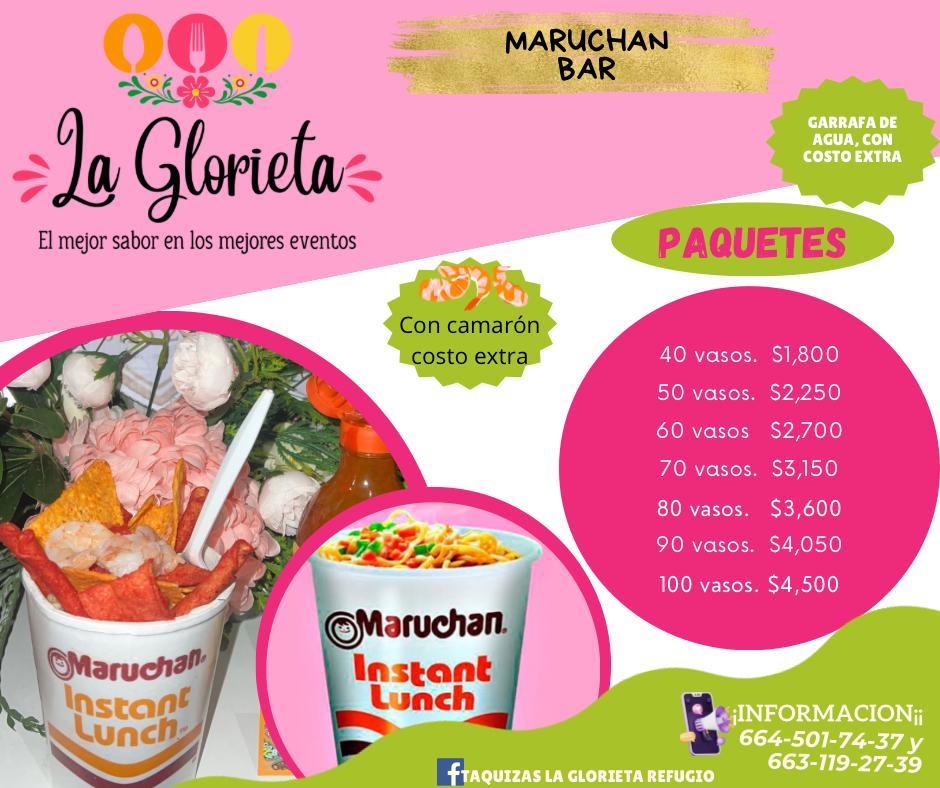 MARUCHAN
BAR
La Glorieta
El mejor sabor en los mejores eventos
GARRAFA DE
AGUA, CON
COSTO EXTRA
PAQUETES
Con camarón
costo extra
40 vasos. $1,800
50 vasos. $2,250
60 vasos $2,700
70 vasos. $3,150
80 vasos. $3,600
90 vasos. $4,050
100 vasos. $4,500
Maruchan.
Instant
Lunch™
Maruchan.
Instant
Lunch
¡INFORMACION¡¡
664-501-74-37 y
663-119-27-39
TAQUIZAS LA GLORIETA REFUGIO